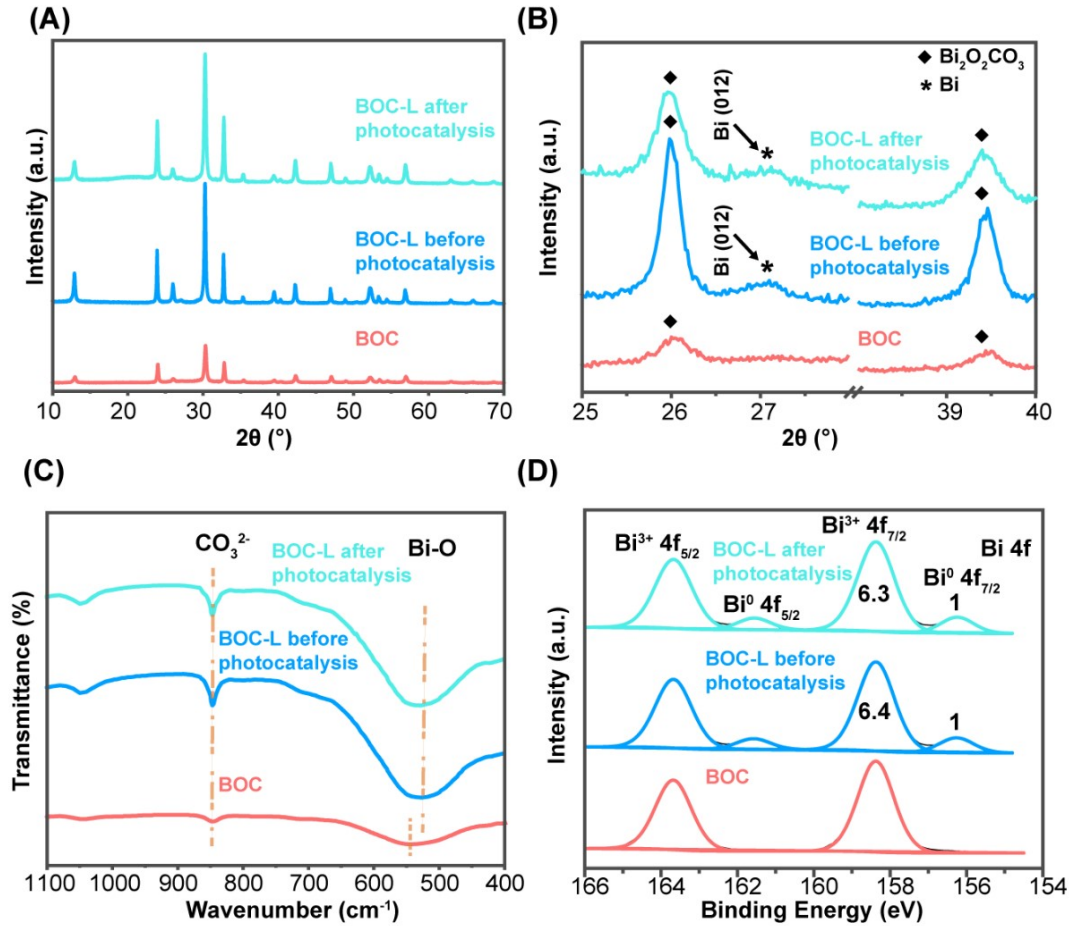 (A)
Intensity (a.u.)
BOC-L after
photocatalysis
BOC-L before
photocatalysis
BOC
10 20 30 40 50 60 70
2θ (°)
(B)
Intensity (a.u.)
◆ Bi₂O₂CO₃
* Bi
Bi (012)
BOC-L after
photocatalysis
Bi (012)
BOC-L before
photocatalysis
BOC
25 26 27 39 40
2θ (°)
(C)
Transmittance (%)
CO₃²⁻
Bi-O
BOC-L after
photocatalysis
BOC-L before
photocatalysis
BOC
1100 1000 900 800 700 600 500 400
Wavenumber (cm⁻¹)
(D)
Intensity (a.u.)
Bi³⁺ 4f₅/₂
BOC-L after
photocatalysis
Bi³⁺ 4f₇/₂
Bi 4f
Bi⁰ 4f₅/₂
6.3
Bi⁰ 4f₇/₂
1
BOC-L before
photocatalysis
6.4
1
BOC
166 164 162 160 158 156 154
Binding Energy (eV)